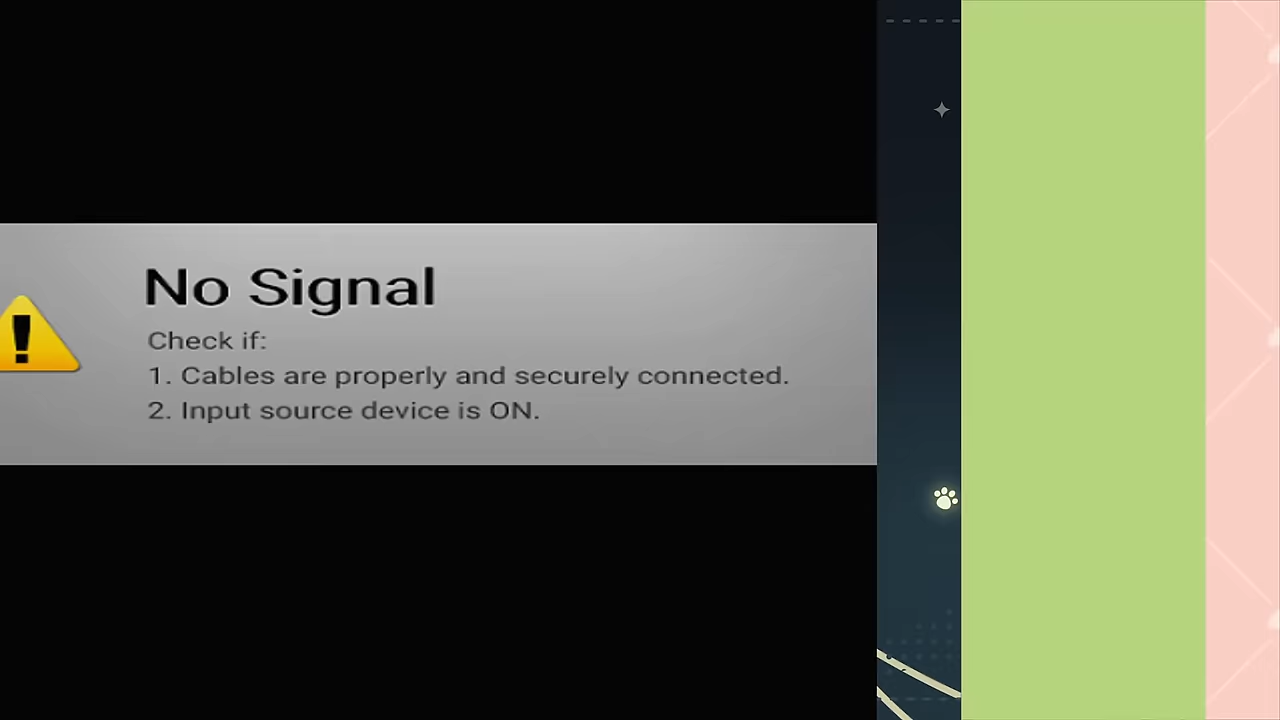 No Signal
Check if:
1. Cables are properly and securely connected.
2. Input source device is ON.